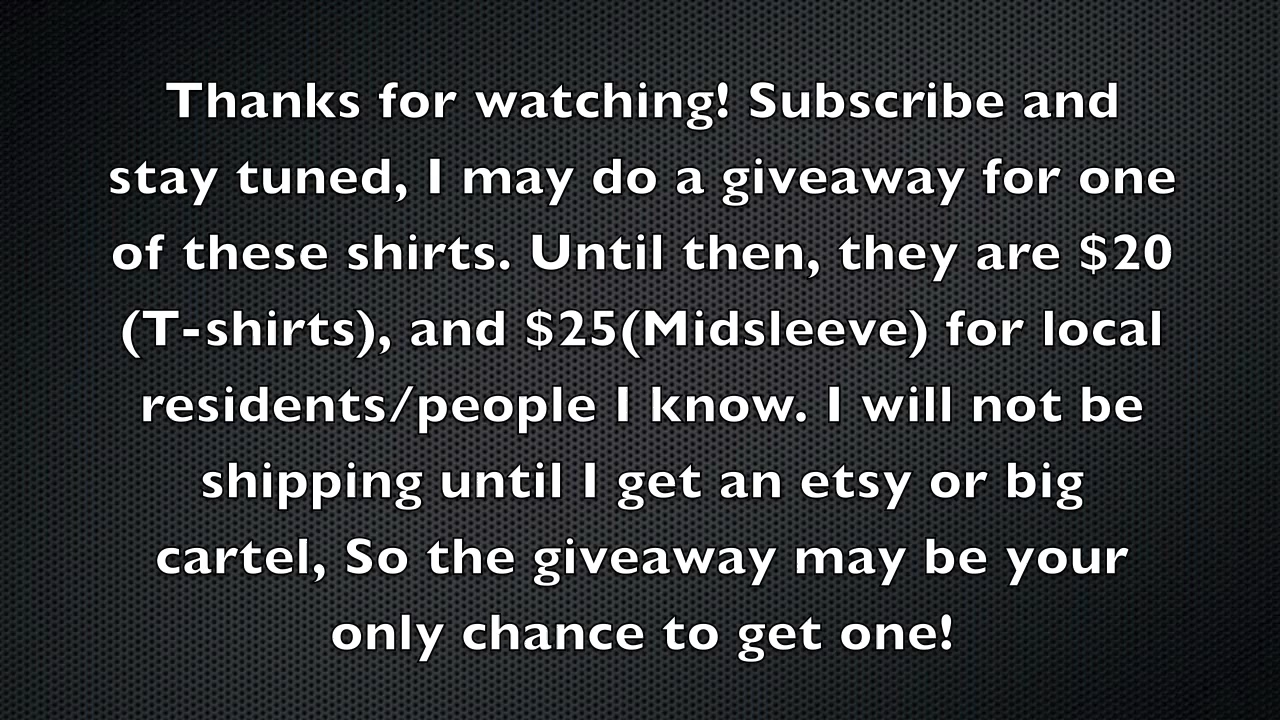 Thanks for watching! Subscribe and
stay tuned, I may do a giveaway for one
of these shirts. Until then, they are $20
(T-shirts), and $25(Midsleeve) for local
residents/people I know. I will not be
shipping until I get an etsy or big
cartel, So the giveaway may be your
only chance to get one!